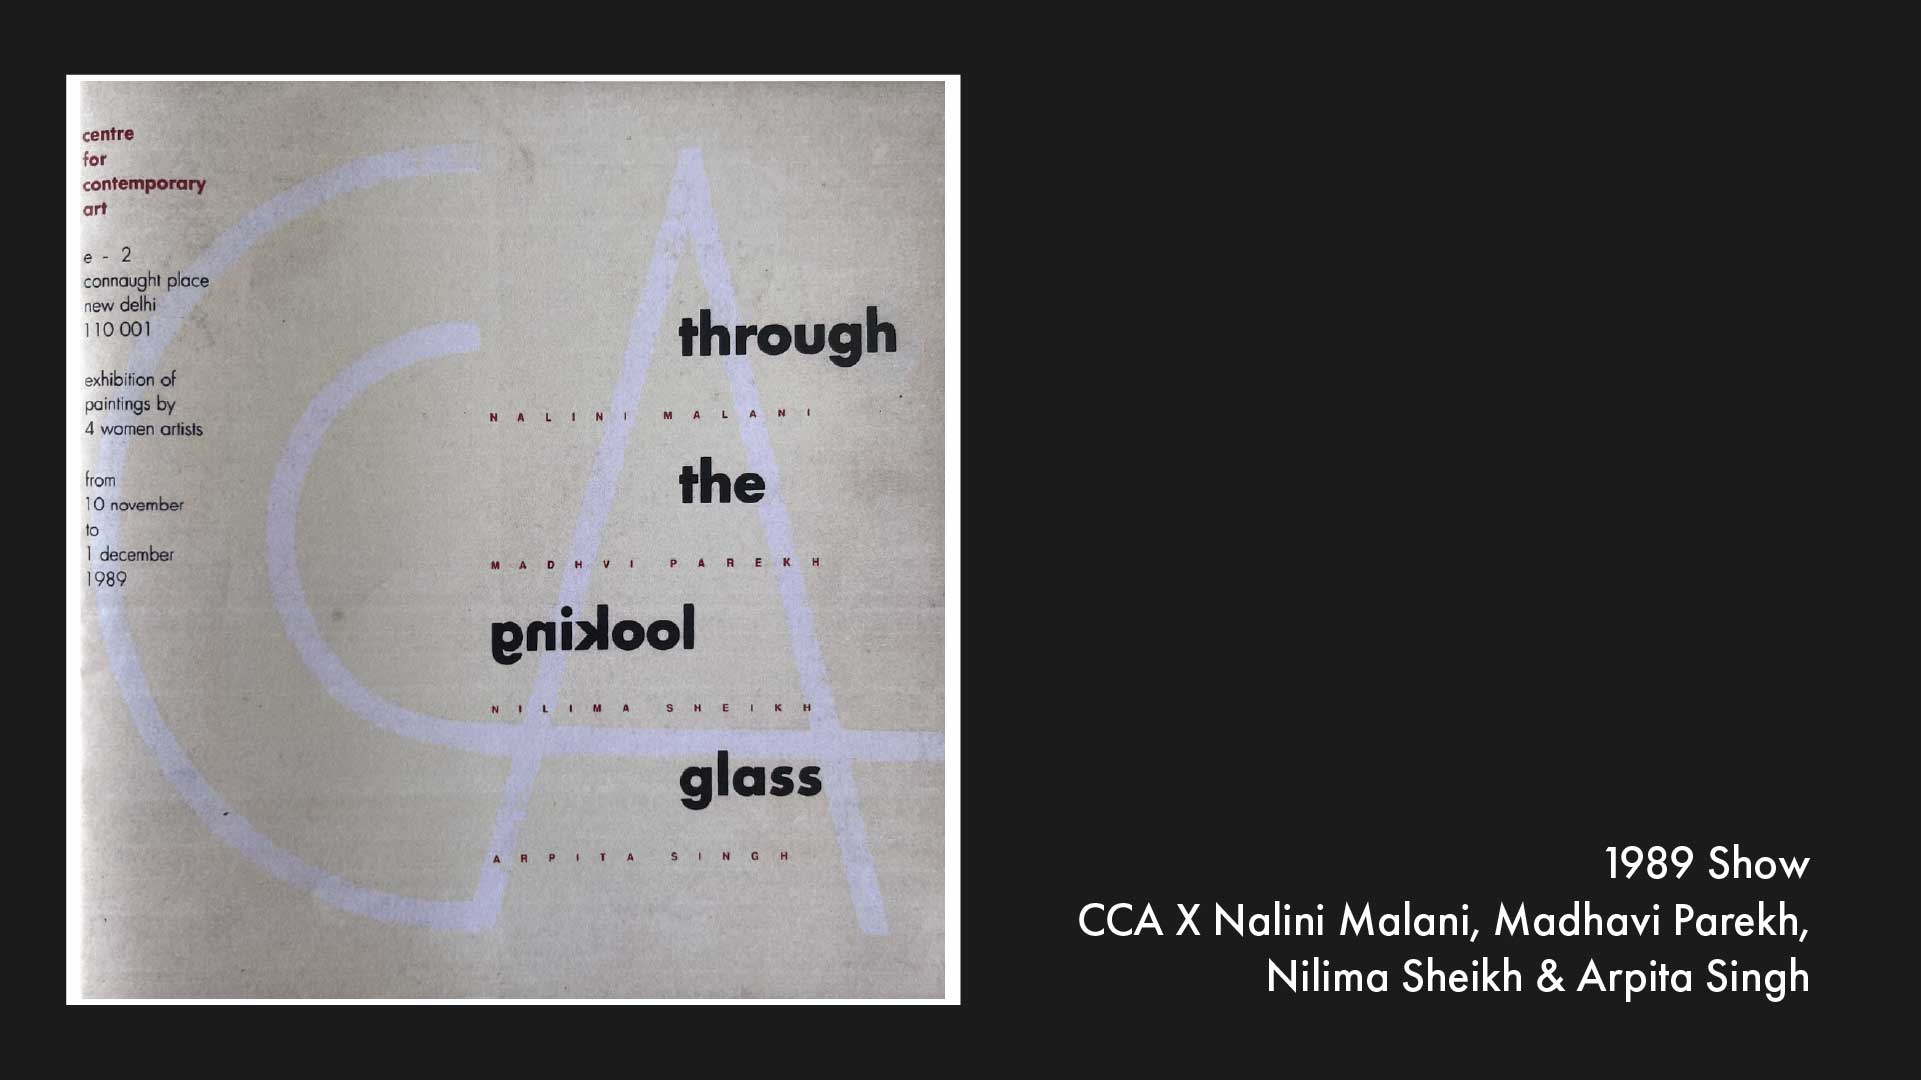 centre
for
contemporary
art
e - 2
connaught place
new delhi
110 001
exhibition of
paintings by
4 women artists
from
10 november
to
1 december
1989
CA
through
NALINI MALANI
the
MADHVI PAREKH
looking
NILIMA SHEIKH
glass
ARPITA SINGH
1989 Show
CCA X Nalini Malani, Madhavi Parekh,
Nilima Sheikh & Arpita Singh